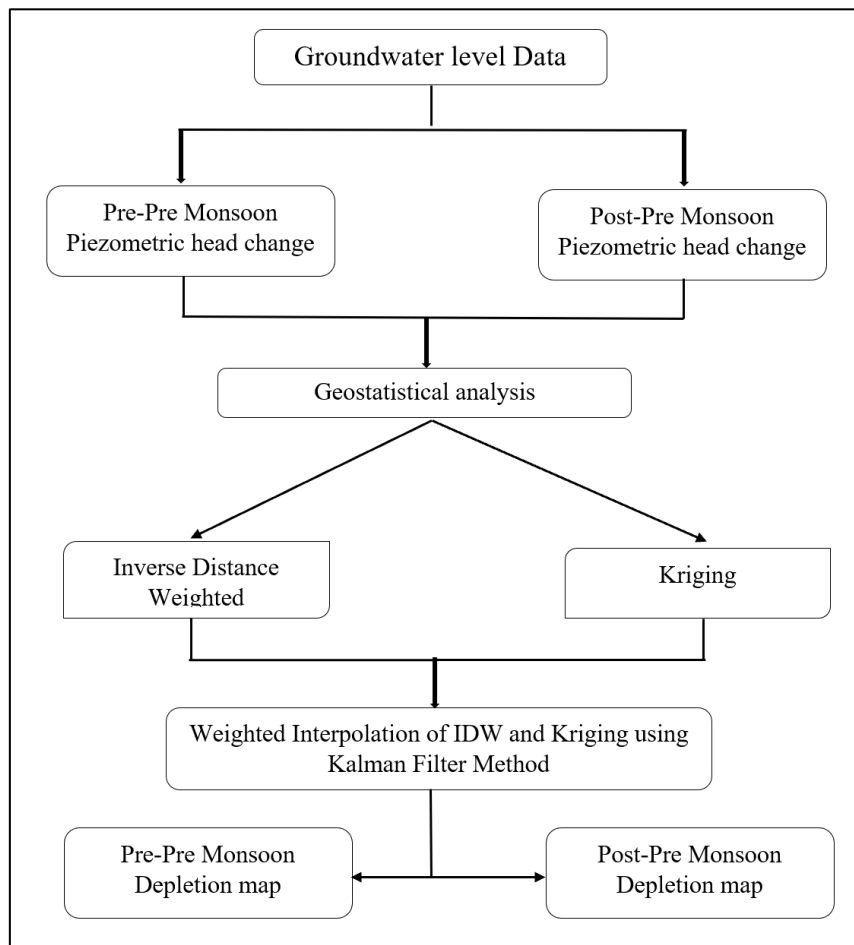 Groundwater level Data
Pre-Pre Monsoon
Piezometric head change
Post-Pre Monsoon
Piezometric head change
Geostatistical analysis
Inverse Distance
Weighted
Kriging
Weighted Interpolation of IDW and Kriging using
Kalman Filter Method
Pre-Pre Monsoon
Depletion map
Post-Pre Monsoon
Depletion map